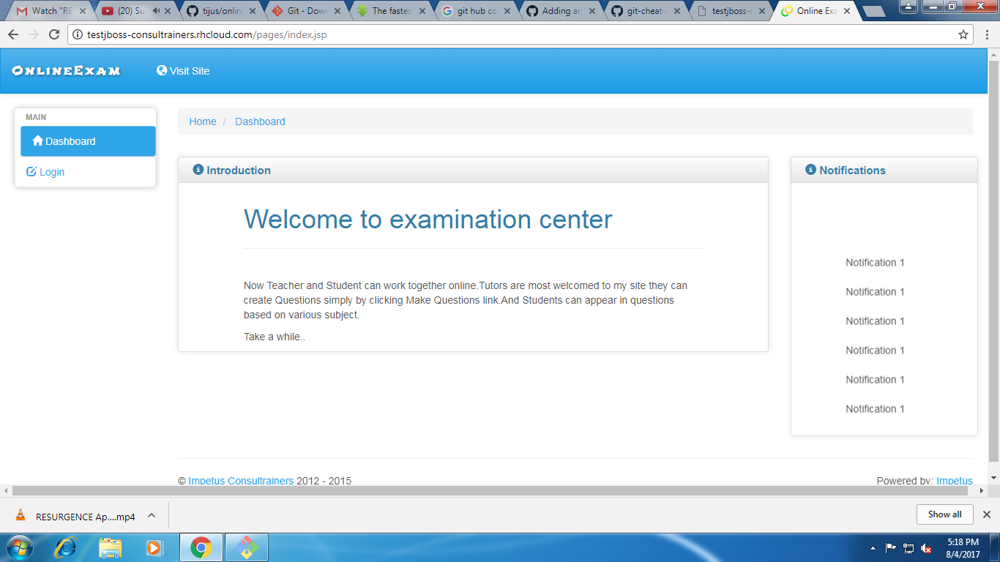 Watch "RE
(20) Su
tijus/onlin
Git - Dow
The fastes
git hub co
Adding an
git-cheat-
testjboss-
Online Exa
testjboss-consultrainers.rhcloud.com/pages/index.jsp
OnlineExam
Visit Site
MAIN
Dashboard
Login
Home / Dashboard
Introduction
Welcome to examination center
Now Teacher and Student can work together online.Tutors are most welcomed to my site they can
create Questions simply by clicking Make Questions link.And Students can appear in questions
based on various subject.
Take a while..
Notifications
Notification 1
Notification 1
Notification 1
Notification 1
Notification 1
Notification 1
© Impetus Consultrainers 2012 - 2015
Powered by: Impetus
RESURGENCE Ap....mp4
Show all
5:18 PM
8/4/2017